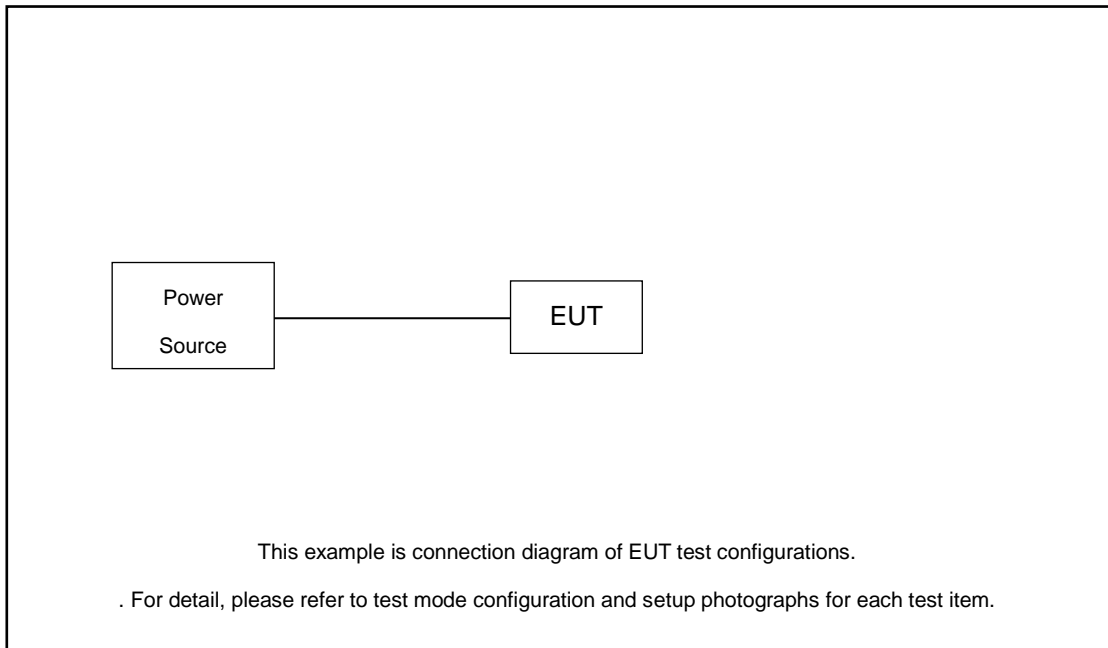 Power
Source
EUT
This example is connection diagram of EUT test configurations.
. For detail, please refer to test mode configuration and setup photographs for each test item.